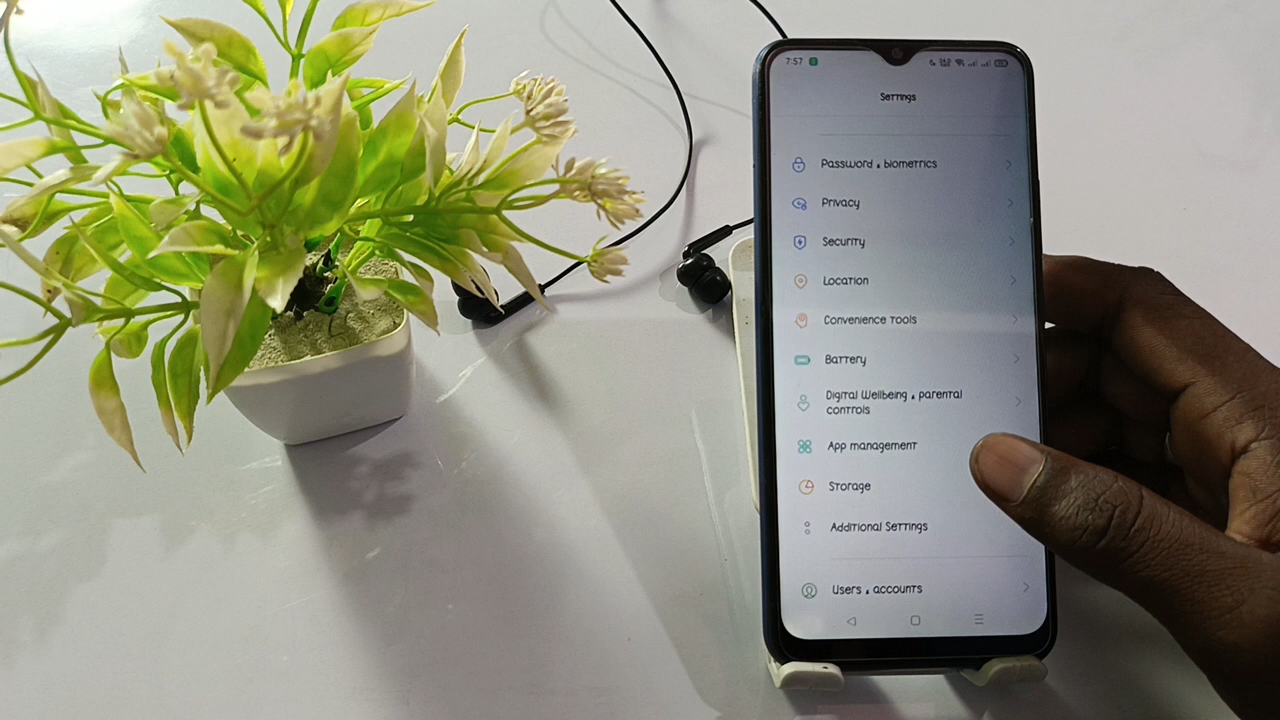 7:57
Settings
Password & biometrics
Privacy
Security
Location
Convenience Tools
Battery
Digital Wellbeing & parental
controls
App management
Storage
Additional Settings
Users & accounts